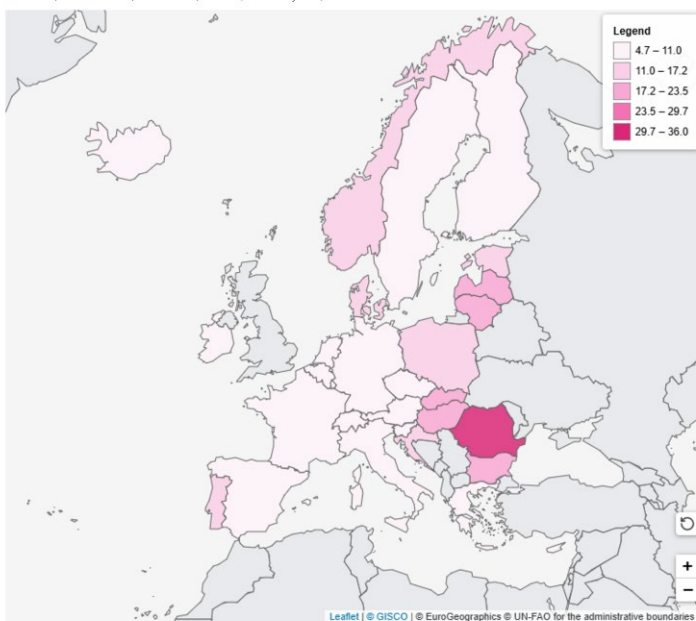 Legend
4.7 – 11.0
11.0 – 17.2
17.2 – 23.5
23.5 – 29.7
29.7 – 36.0
+
−
Leaflet | © GISCO | © EuroGeographics © UN-FAO for the administrative boundaries